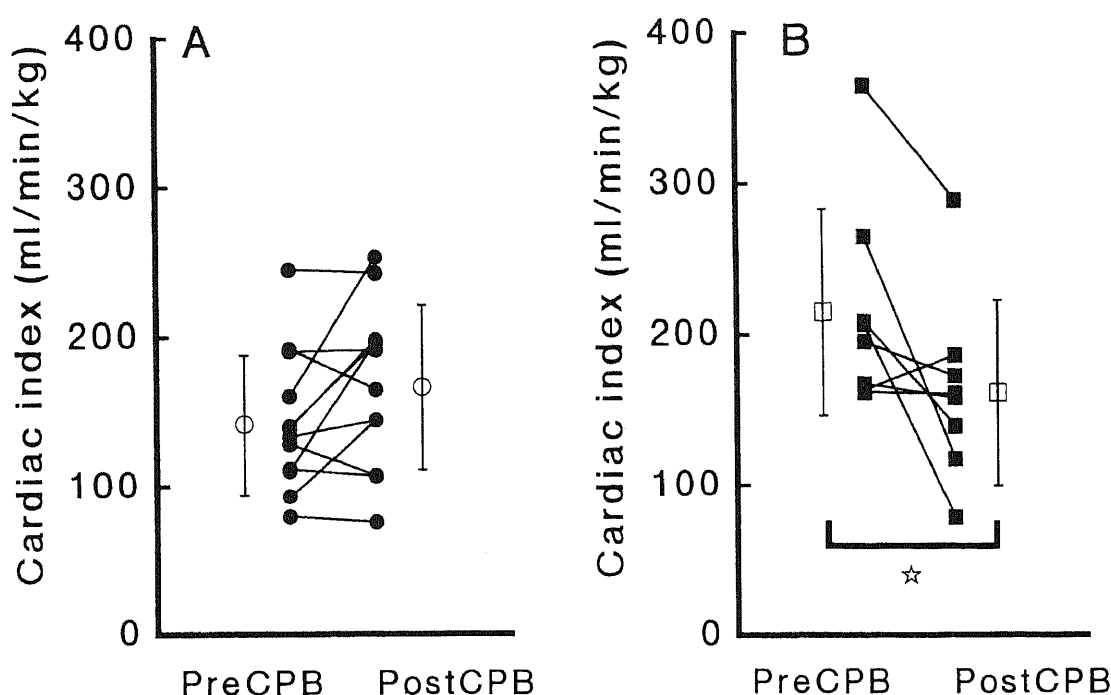 A
Cardiac index (ml/min/kg)
400
300
200
100
0
PreCPB PostCPB
B
Cardiac index (ml/min/kg)
400
300
200
100
0
☆
PreCPB PostCPB